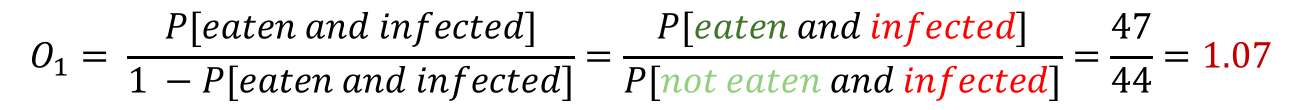 O₁ = P[eaten and infected] / 1 − P[eaten and infected] = P[eaten and infected] / P[not eaten and infected] = 47 / 44 = 1.07